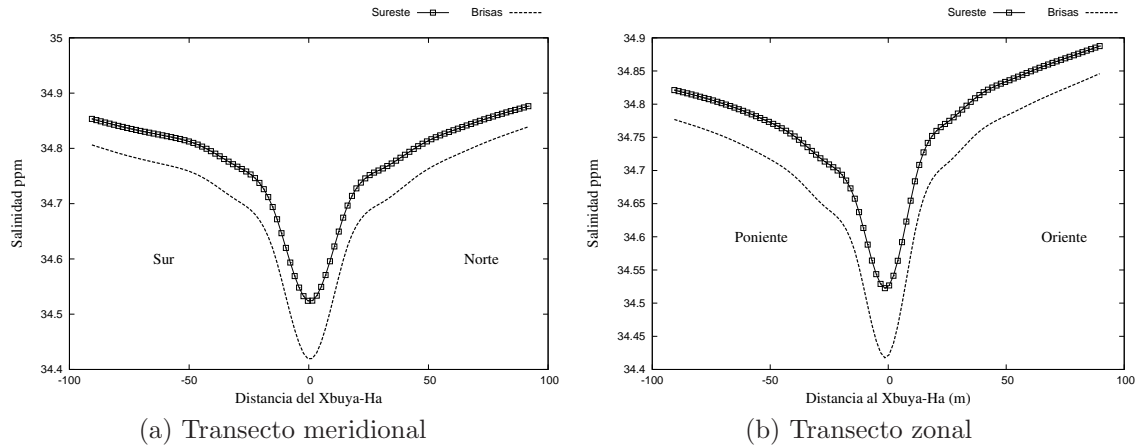 Sureste Brisas
35
34.9
34.8
34.7
34.6
34.5
34.4
Salinidad ppm
Sur Norte
-100 -50 0 50 100
Distancia del Xbuya-Ha
(a) Transecto meridional
Sureste Brisas
34.9
34.85
34.8
34.75
34.7
34.65
34.6
34.55
34.5
34.45
34.4
Salinidad ppm
Poniente Oriente
-100 -50 0 50 100
Distancia al Xbuya-Ha (m)
(b) Transecto zonal